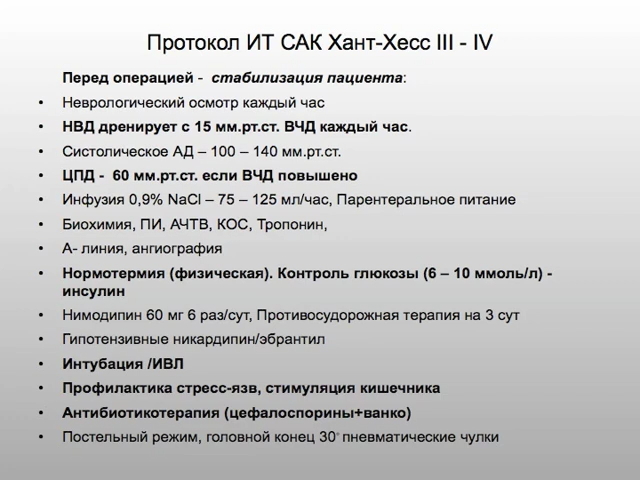 Протокол ИТ САК Хант-Хесс III - IV
Перед операцией - стабилизация пациента:
• Неврологический осмотр каждый час
• НВД дренирует с 15 мм.рт.ст. ВЧД каждый час.
• Систолическое АД – 100 – 140 мм.рт.ст.
• ЦПД - 60 мм.рт.ст. если ВЧД повышено
• Инфузия 0,9% NaCl – 75 – 125 мл/час, Парентеральное питание
• Биохимия, ПИ, АЧТВ, КОС, Тропонин,
• А- линия, ангиография
• Нормотермия (физическая). Контроль глюкозы (6 – 10 ммоль/л) -
инсулин
• Нимодипин 60 мг 6 раз/сут, Противосудорожная терапия на 3 сут
• Гипотензивные никардипин/эбрантил
• Интубация /ИВЛ
• Профилактика стресс-язв, стимуляция кишечника
• Антибиотикотерапия (цефалоспорины+ванко)
• Постельный режим, головной конец 30° пневматические чулки